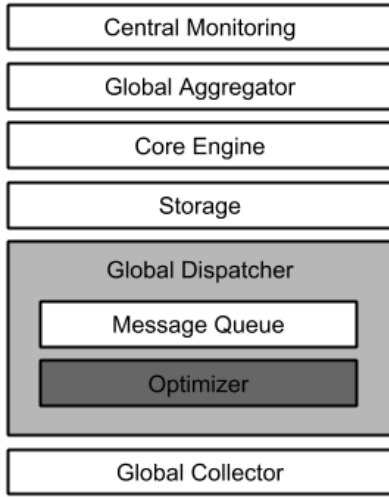 Central Monitoring
Global Aggregator
Core Engine
Storage
Global Dispatcher
Message Queue
Optimizer
Global Collector